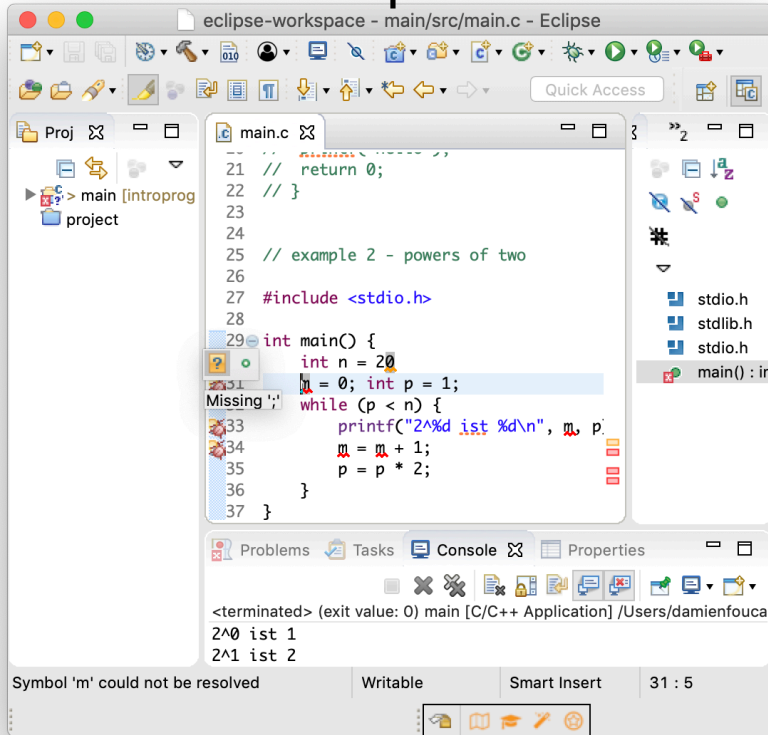 eclipse-workspace - main/src/main.c - Eclipse
010
Quick Access
Proj
main.c
2
> main [introprog
project
21 // return 0;
22 // }
23
24
25 // example 2 - powers of two
26
27 #include <stdio.h>
28
29 int main() {
int n = 20
31 m = 0; int p = 1;
Missing ';'
while (p < n) {
33 printf("2^%d ist %d\n", m, p
34 m = m + 1;
35 p = p * 2;
36 }
37 }
stdio.h
stdlib.h
stdio.h
main() : in
Problems
Tasks
Console
Properties
<terminated> (exit value: 0) main [C/C++ Application] /Users/damienfouca
2^0 ist 1
2^1 ist 2
Symbol 'm' could not be resolved
Writable
Smart Insert
31 : 5